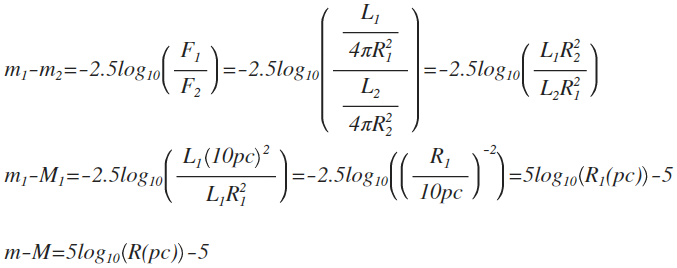 m₁-m₂=-2.5log₁₀(F₁/F₂)=-2.5log₁₀((L₁/4πR₁²)/(L₂/4πR₂²))=-2.5log₁₀(L₁R₂²/L₂R₁²)
m₁-M₁=-2.5log₁₀(L₁(10pc)²/L₁R₁²)=-2.5log₁₀((R₁/10pc)⁻²)=5log₁₀(R₁(pc))-5
m-M=5log₁₀(R(pc))-5